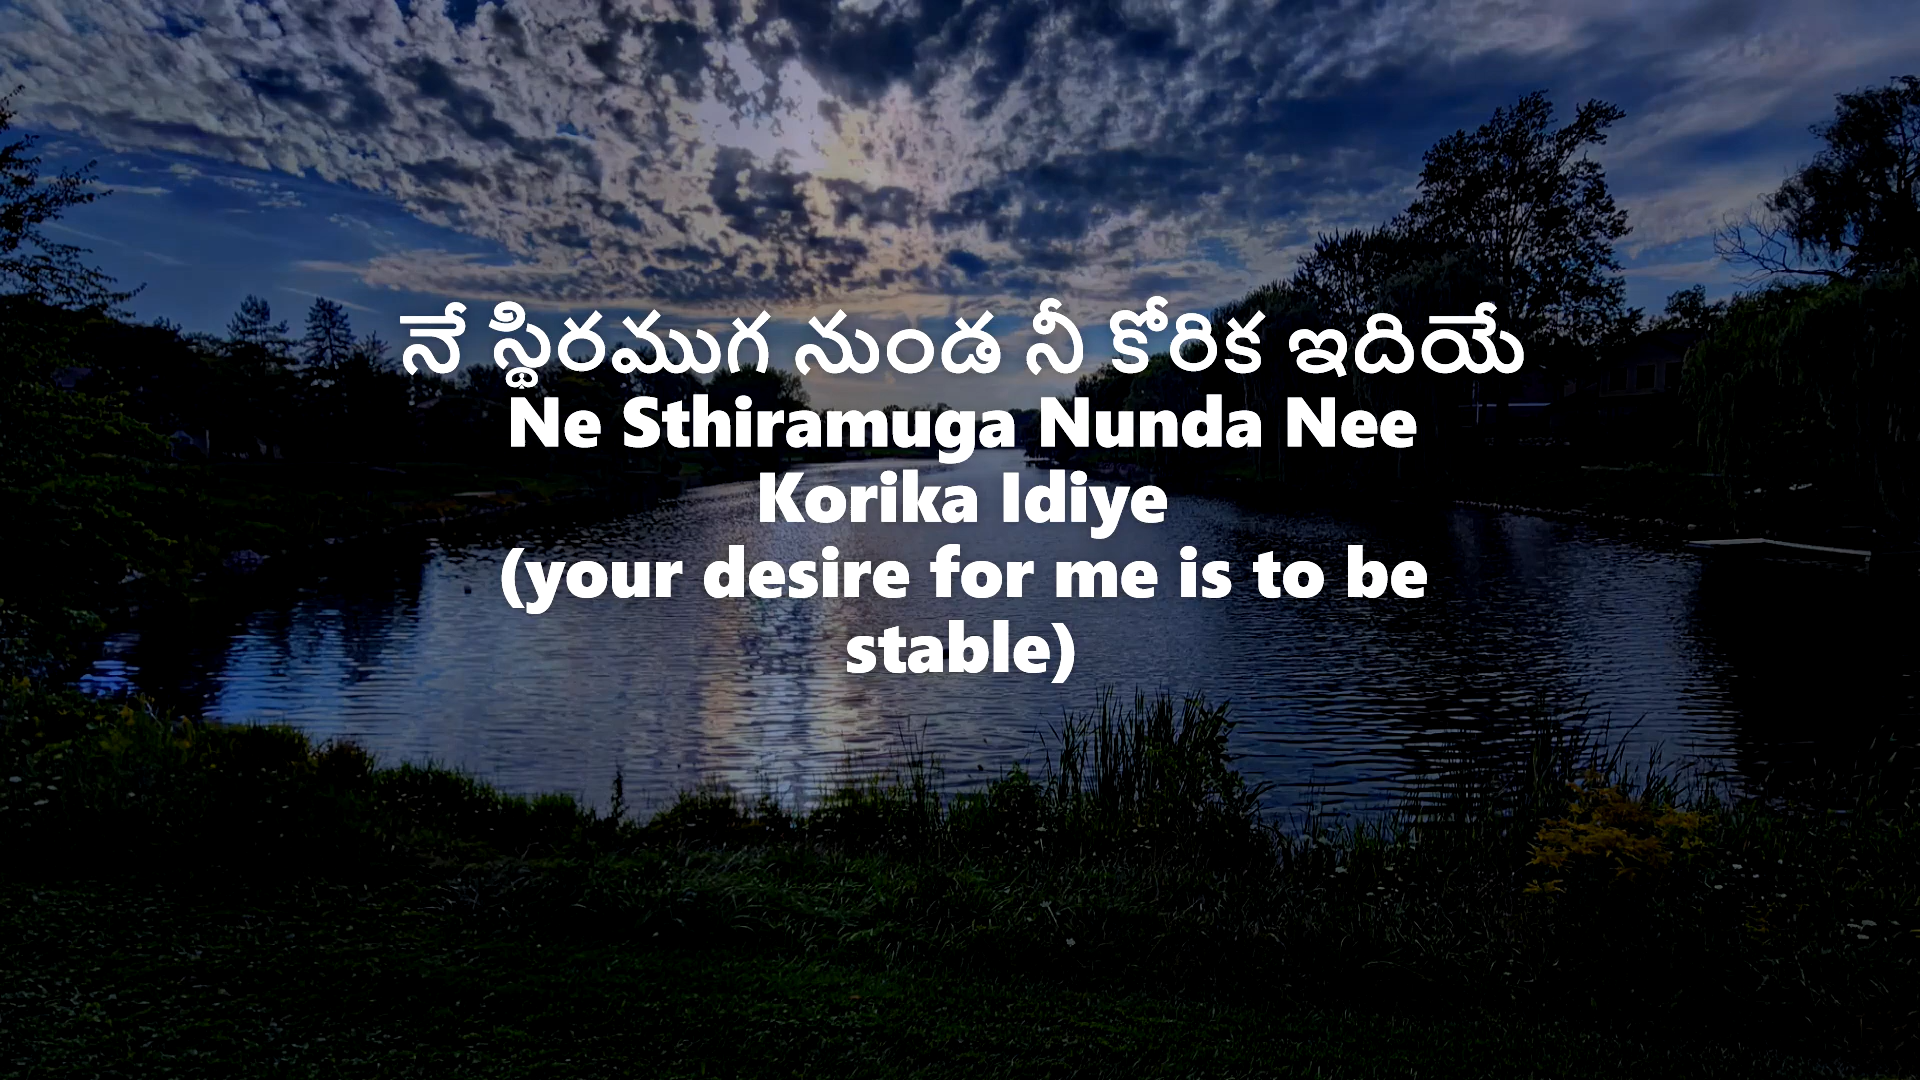 నే స్థిరముగ నుండ నీ కోరిక ఇదియే
Ne Sthiramuga Nunda Nee
Korika Idiye
(your desire for me is to be
stable)